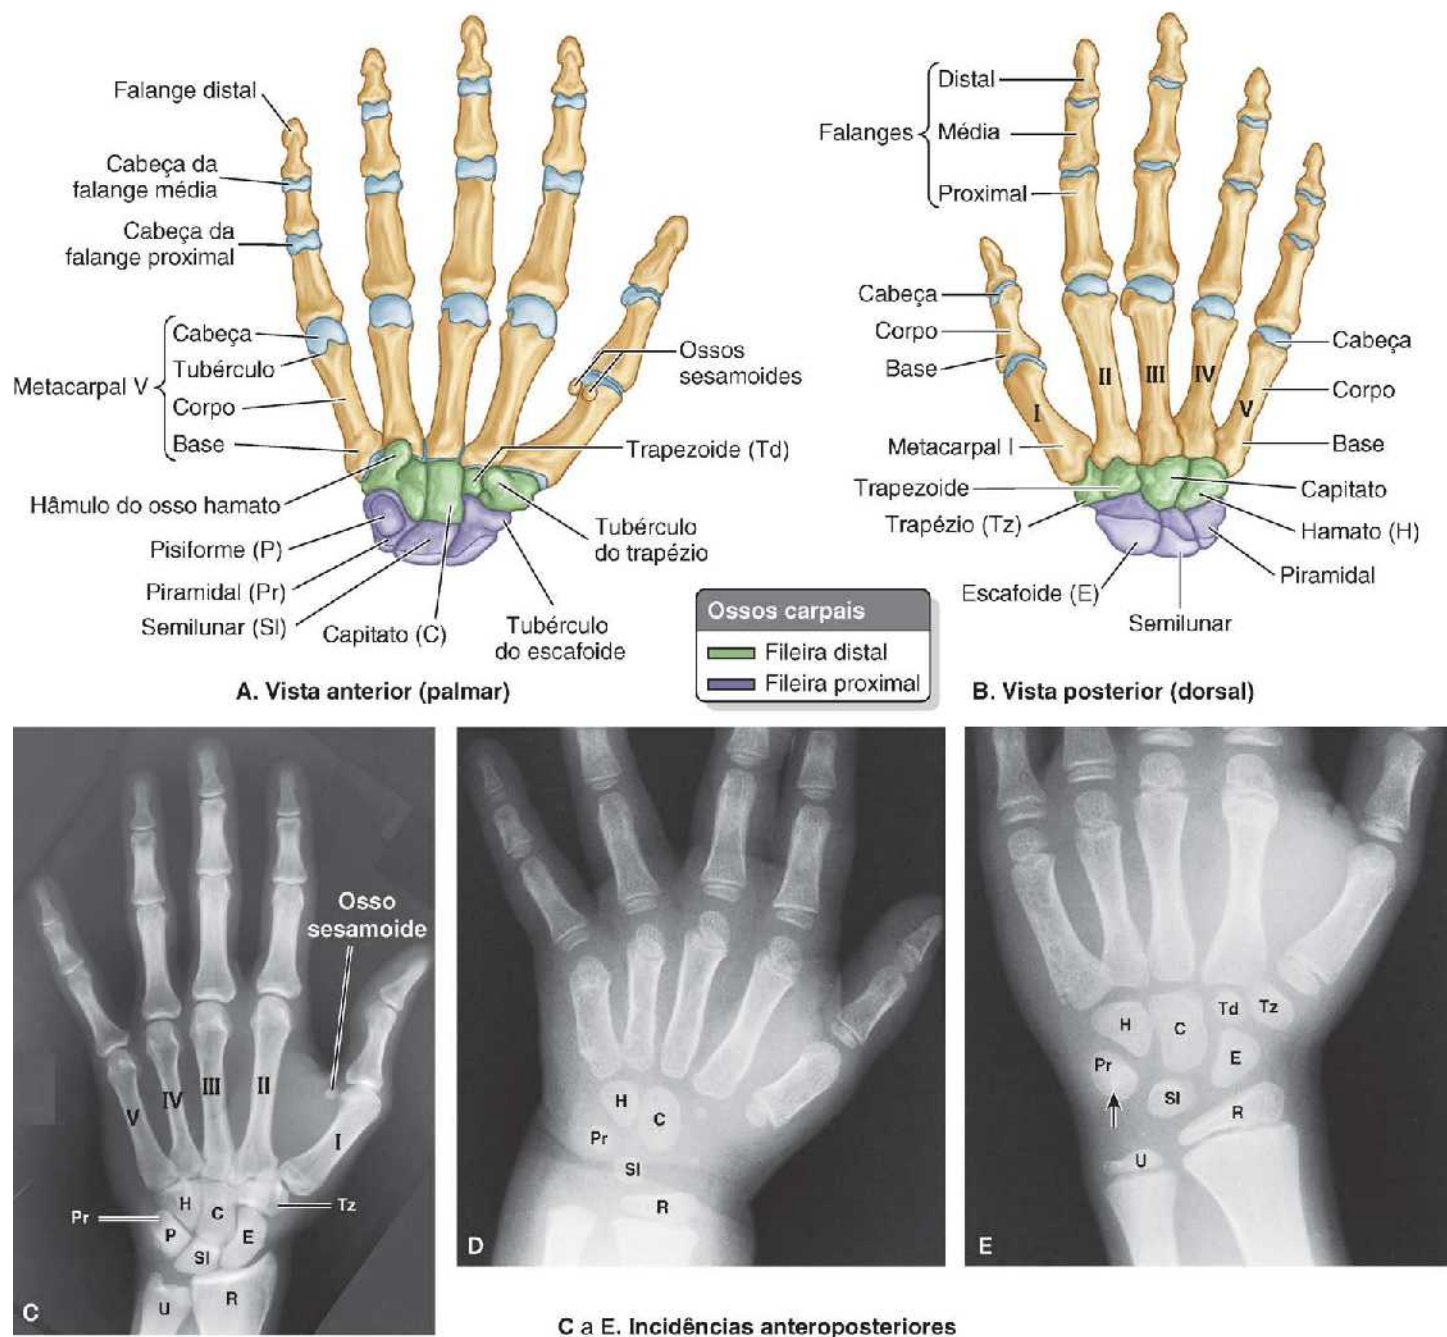 Falange distal
Cabeça da
falange média
Cabeça da
falange proximal
Metacarpal V
Cabeça
Tubérculo
Corpo
Base
Hâmulo do osso hamato
Pisiforme (P)
Piramidal (Pr)
Semilunar (Sl)
Capitato (C)
Tubérculo
do escafoide
Tubérculo
do trapézio
Trapezoide (Td)
Ossos
sesamoides
A. Vista anterior (palmar)
Falanges
Distal
Média
Proximal
Cabeça
Corpo
Base
Metacarpal I
Trapezoide
Trapézio (Tz)
Escafoide (E)
Semilunar
Piramidal
Hamato (H)
Capitato
Base
Corpo
Cabeça
I
II
III
IV
V
B. Vista posterior (dorsal)
Ossos carpais
Fileira distal
Fileira proximal
Osso
sesamoide
V
IV
III
II
I
Pr
H
C
Tz
P
E
Sl
U
R
C
H
C
Pr
Sl
R
D
H
C
Td
Tz
Pr
E
Sl
R
U
E
C a E. Incidências anteroposteriores